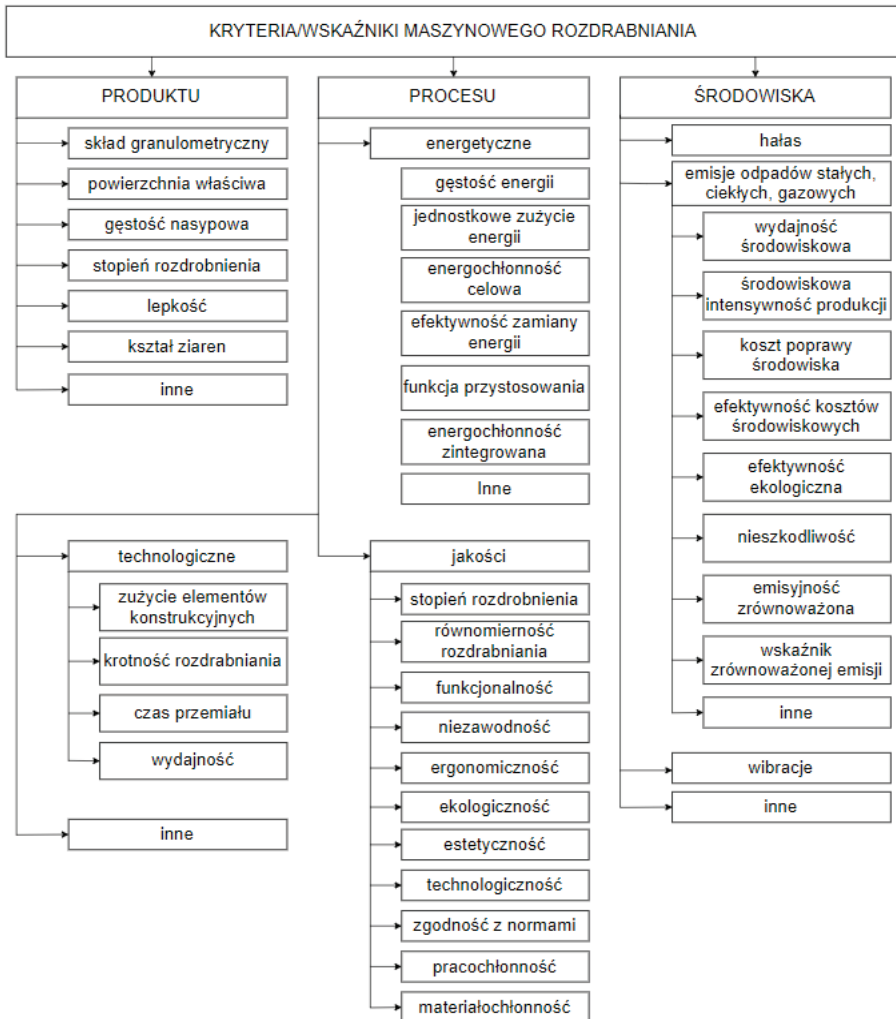 KRYTERIA/WSKAŹNIKI MASZYNOWEGO ROZDRABNIANIA
PRODUKTU
skład granulometryczny
powierzchnia właściwa
gęstość nasypowa
stopień rozdrobnienia
lepkość
kształ ziaren
inne
PROCESU
energetyczne
gęstość energii
jednostkowe zużycie
energii
energochłonność
celowa
efektywność zamiany
energii
funkcja przystosowania
energochłonność
zintegrowana
Inne
technologiczne
zużycie elementów
konstrukcyjnych
krotność rozdrabniania
czas przemiału
wydajność
inne
jakości
stopień rozdrobnienia
równomierność
rozdrabniania
funkcjonalność
niezawodność
ergonomiczność
ekologiczność
estetyczność
technologiczność
zgodność z normami
pracochłonność
materiałochłonność
ŚRODOWISKA
hałas
emisje odpadów stałych,
ciekłych, gazowych
wydajność
środowiskowa
środowiskowa
intensywność produkcji
koszt poprawy
środowiska
efektywność kosztów
środowiskowych
efektywność
ekologiczna
nieszkodliwość
emisyjność
zrównoważona
wskaźnik
zrównoważonej emisji
inne
wibracje
inne